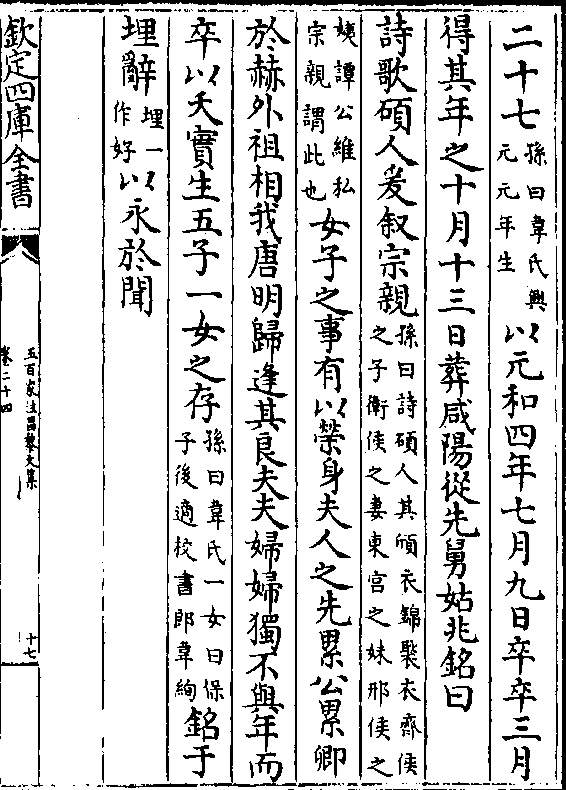 二十七孫曰韋氏興元元年生以元和四年七月九日卒卒三月
得其年之十月十三日葬咸陽從先舅姑兆銘曰
詩歌碩人爰叙宗親孫曰詩碩人其頎衣錦褧衣齊侯之子衛侯之妻東宫之妹邢侯之
姨譚公維私宗親謂此也女子之事有以榮身夫人之先累公累卿
於赫外祖相我唐明歸逢其良夫夫婦婦獨不與年而
卒以夭實生五子一女之存孫曰韋氏一女曰保子後適校書郎韋絢銘于
埋辭埋一作好以永於聞
欽定四庫全書
五百家注昌黎文集
卷二十四
十七